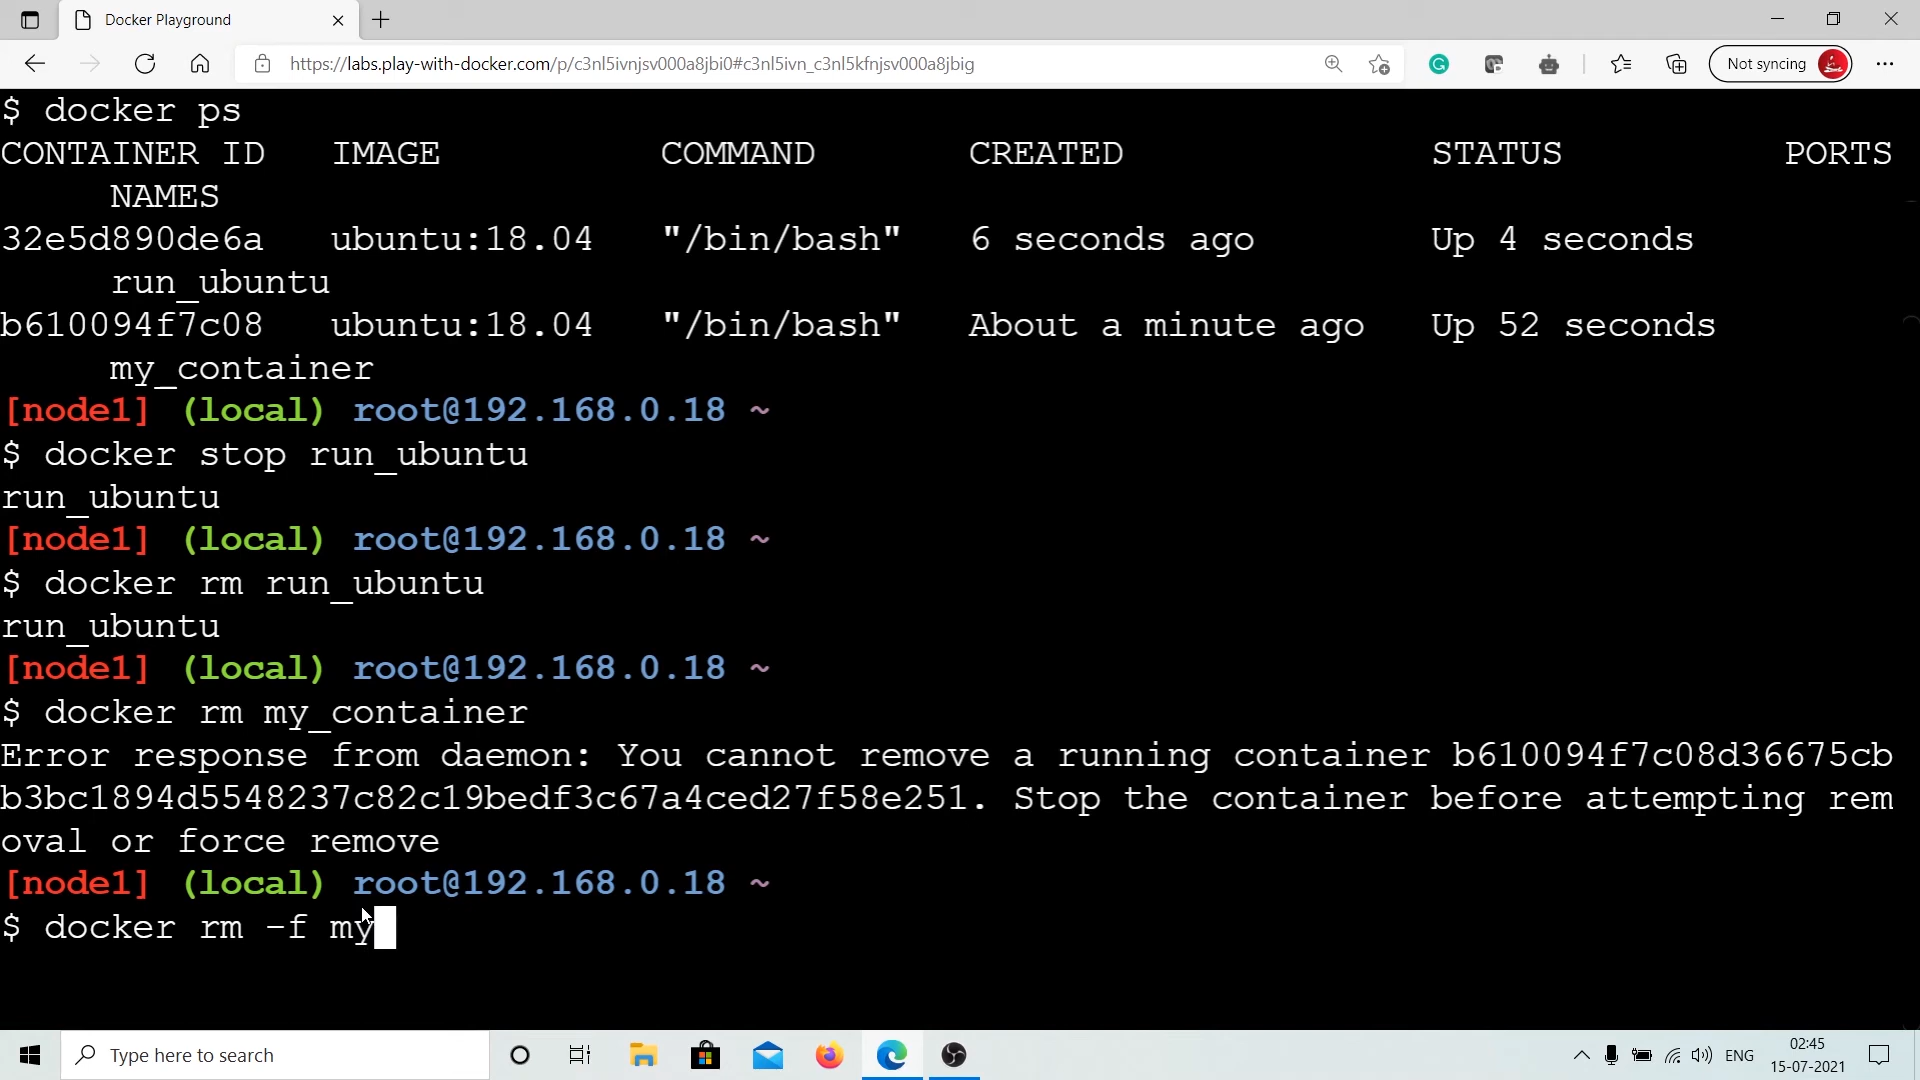 Docker Playground
https://labs.play-with-docker.com/p/c3nl5ivnjsv000a8jbi0#c3nl5ivn_c3nl5kfnjsv000a8jbig
Not syncing
$ docker ps
CONTAINER ID IMAGE COMMAND CREATED STATUS PORTS
NAMES
32e5d890de6a ubuntu:18.04 "/bin/bash" 6 seconds ago Up 4 seconds
run_ubuntu
b610094f7c08 ubuntu:18.04 "/bin/bash" About a minute ago Up 52 seconds
my_container
[node1] (local) root@192.168.0.18 ~
$ docker stop run_ubuntu
run_ubuntu
[node1] (local) root@192.168.0.18 ~
$ docker rm run_ubuntu
run_ubuntu
[node1] (local) root@192.168.0.18 ~
$ docker rm my_container
Error response from daemon: You cannot remove a running container b610094f7c08d36675cb
b3bc1894d5548237c82c19bedf3c67a4ced27f58e251. Stop the container before attempting rem
oval or force remove
[node1] (local) root@192.168.0.18 ~
$ docker rm -f my
Type here to search
ENG
02:45
15-07-2021